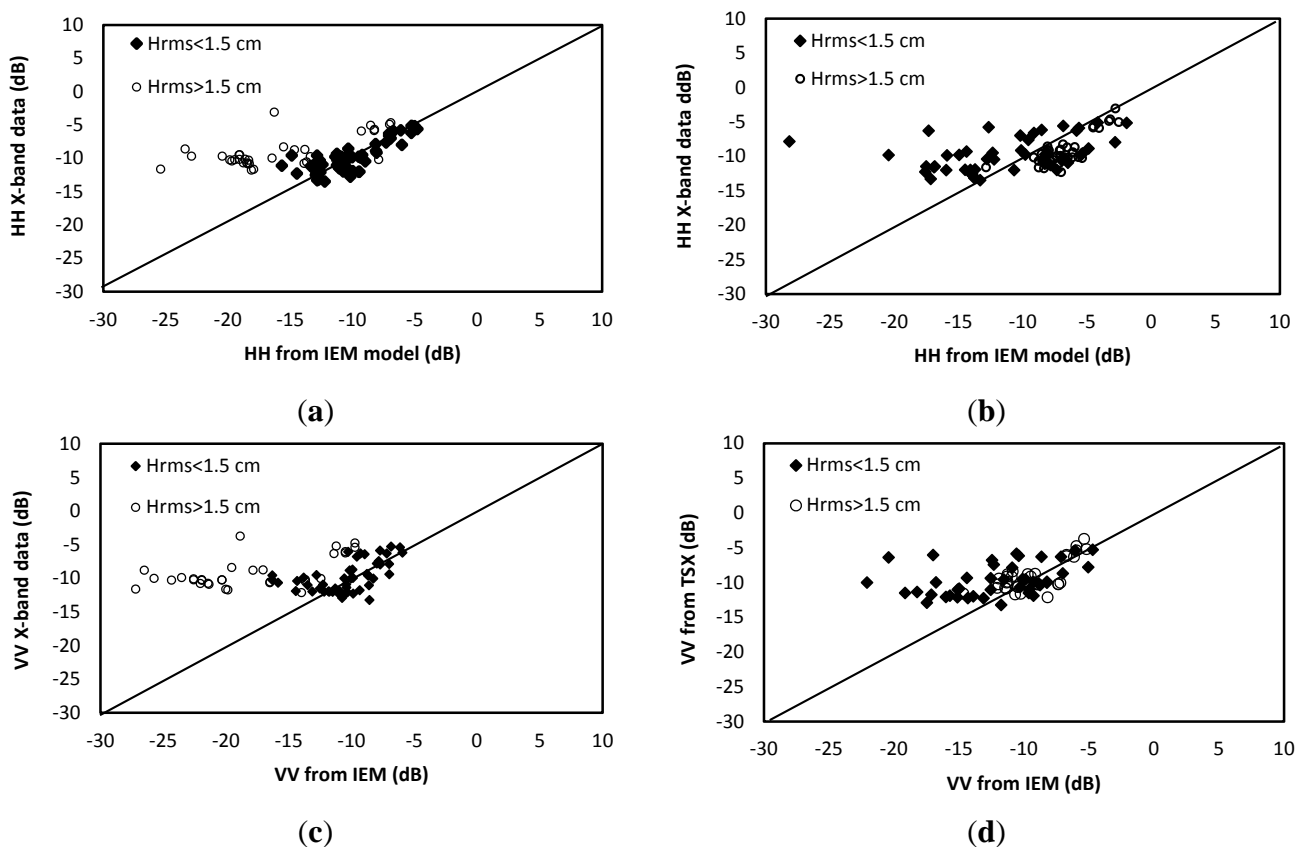 10
5
0
-5
-10
-15
-20
-25
-30
HH X-band data (dB)
Hrms<1.5 cm
Hrms>1.5 cm
-30 -25 -20 -15 -10 -5 0 5 10
HH from IEM model (dB)
(a)
10
5
0
-5
-10
-15
-20
-25
-30
HH X-band data ddB)
Hrms<1.5 cm
Hrms>1.5 cm
-30 -25 -20 -15 -10 -5 0 5 10
HH from IEM model (dB)
(b)
10
5
0
-5
-10
-15
-20
-25
-30
VV X-band data (dB)
Hrms<1.5 cm
Hrms>1.5 cm
-30 -25 -20 -15 -10 -5 0 5 10
VV from IEM (dB)
(c)
10
5
0
-5
-10
-15
-20
-25
-30
VV from TSX (dB)
Hrms<1.5 cm
Hrms>1.5 cm
-30 -25 -20 -15 -10 -5 0 5 10
VV from IEM (dB)
(d)